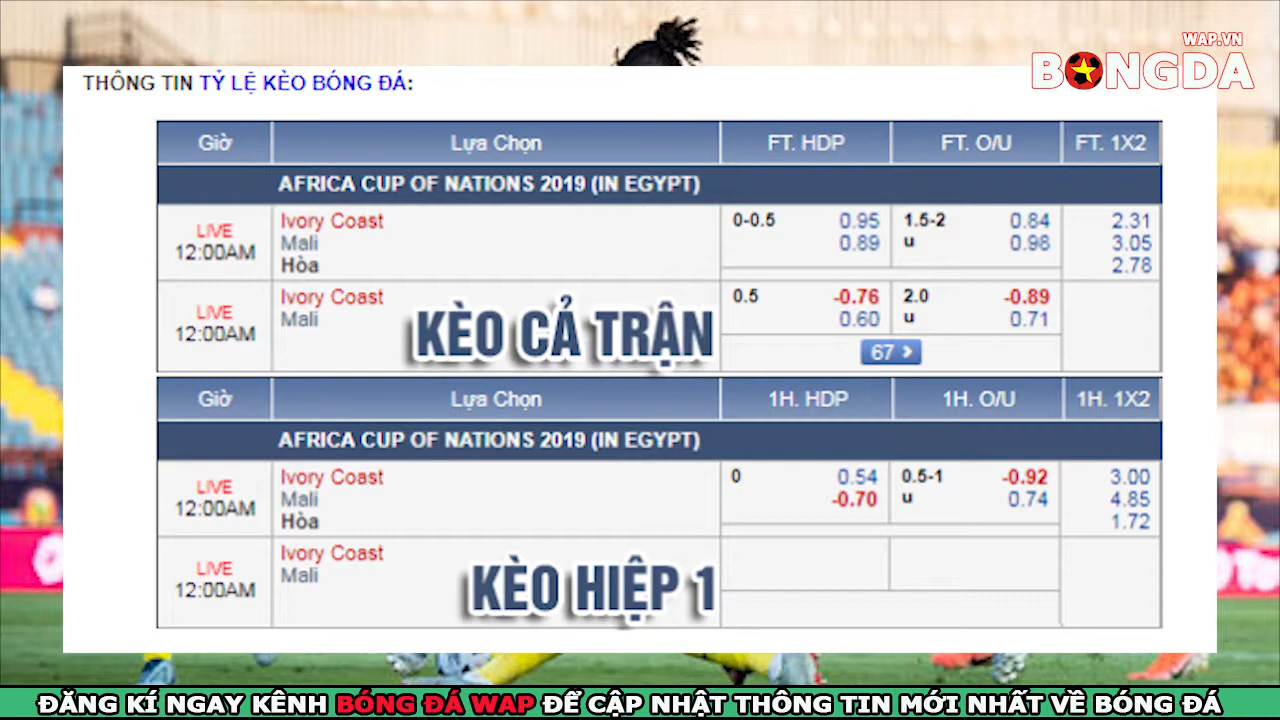 WAP.VN
BONGDA
THÔNG TIN TỶ LỆ KÈO BÓNG ĐÁ:
Giờ Lựa Chọn FT. HDP FT. O/U FT. 1X2
AFRICA CUP OF NATIONS 2019 (IN EGYPT)
LIVE 12:00AM
Ivory Coast 0-0.5 0.95 1.5-2 0.84 2.31
Mali 0.89 u 0.98 3.05
Hòa 2.78
LIVE 12:00AM
Ivory Coast 0.5 -0.76 2.0 -0.89
Mali 0.60 u 0.71
KÈO CẢ TRẬN
67 >
Giờ Lựa Chọn 1H. HDP 1H. O/U 1H. 1X2
AFRICA CUP OF NATIONS 2019 (IN EGYPT)
LIVE 12:00AM
Ivory Coast 0 0.54 0.5-1 -0.92 3.00
Mali -0.70 u 0.74 4.85
Hòa 1.72
LIVE 12:00AM
Ivory Coast
Mali
KÈO HIỆP 1
ĐĂNG KÍ NGAY KÊNH BÓNG ĐÁ WAP ĐỂ CẬP NHẬT THÔNG TIN MỚI NHẤT VỀ BÓNG ĐÁ